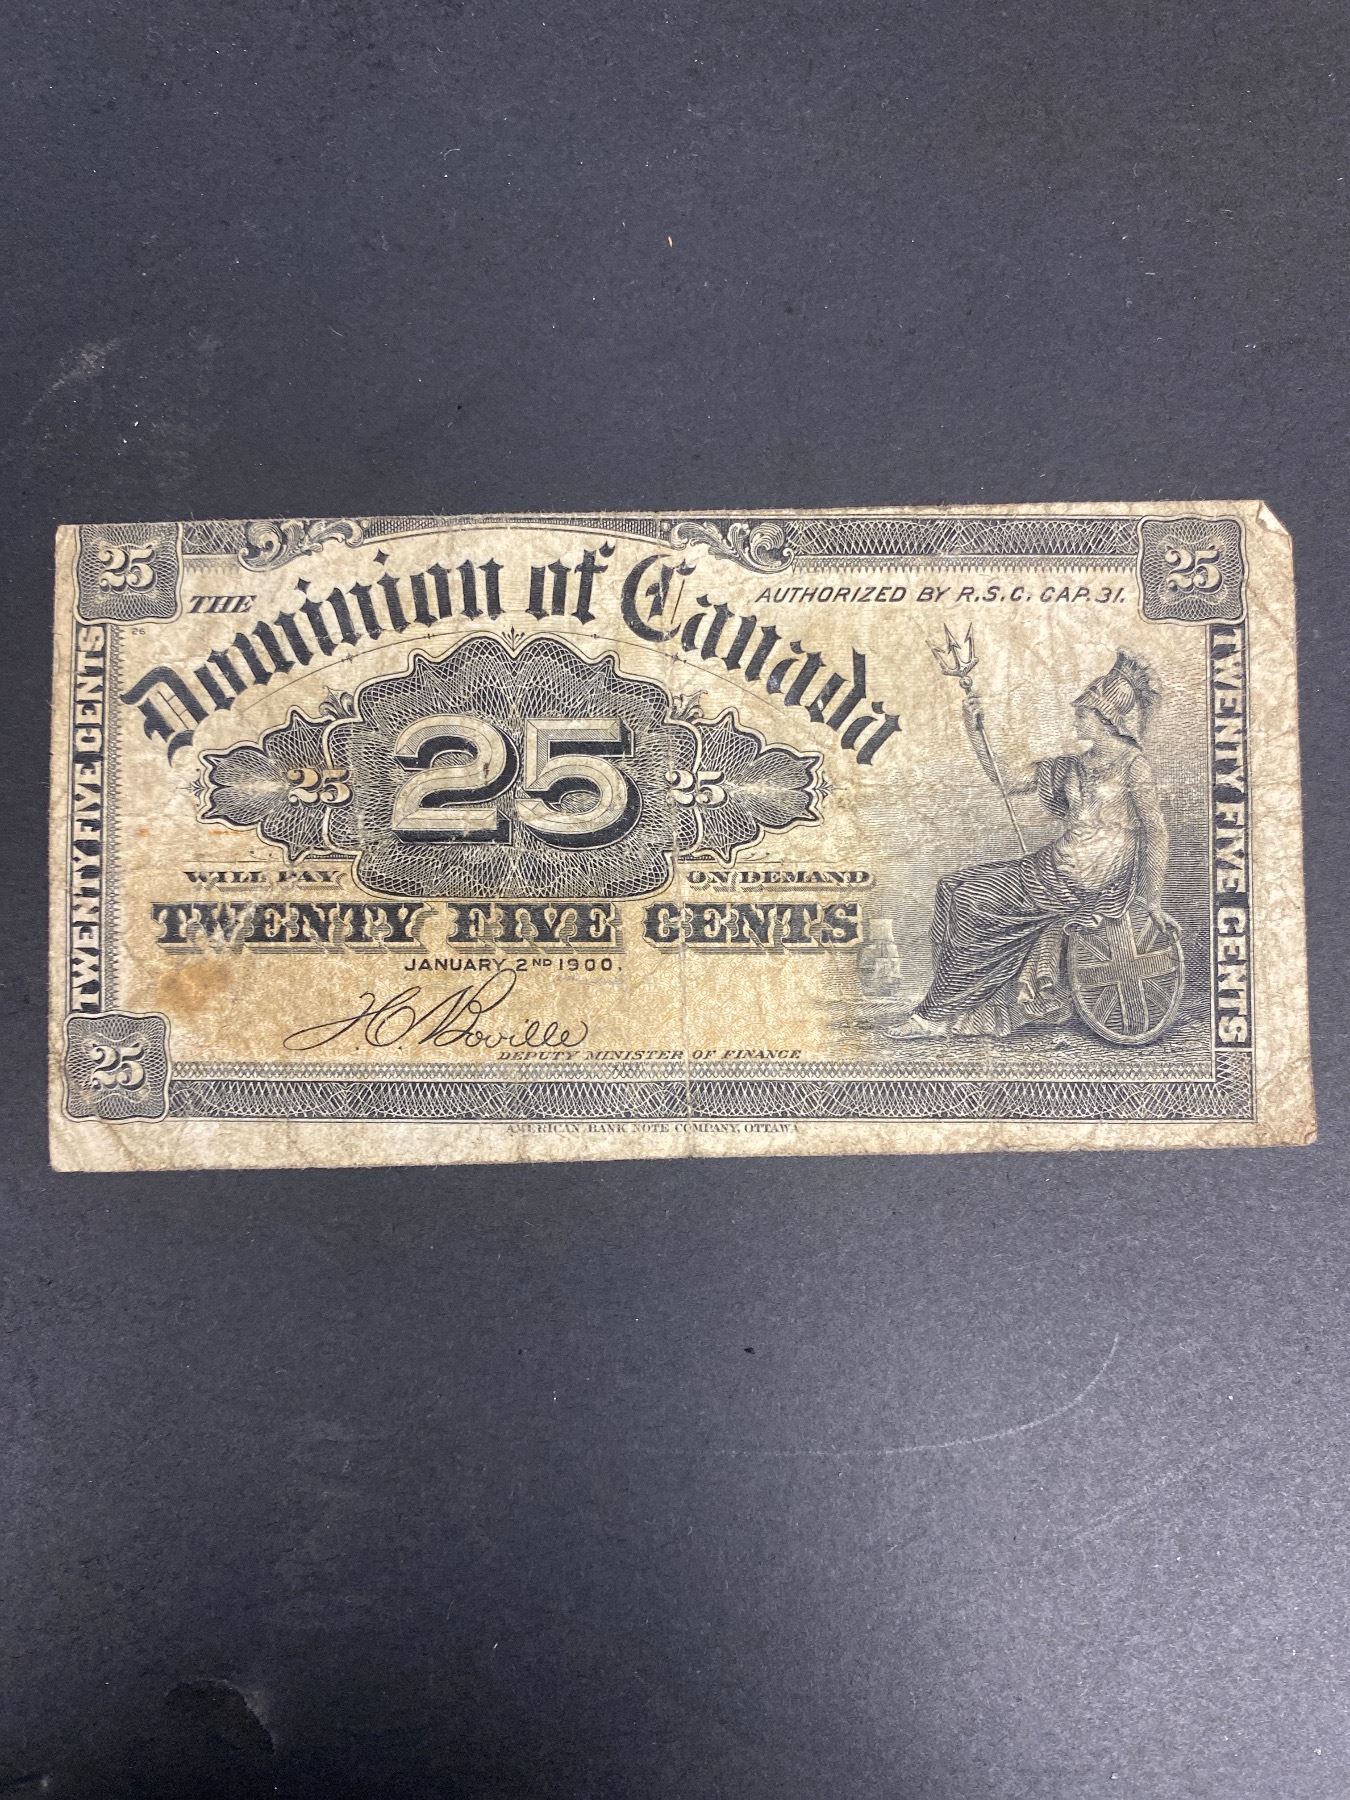 25
25
THE Dominion of Canada
AUTHORIZED BY R.S.C. CAP. 31.
26
TWENTY FIVE CENTS
TWENTY FIVE CENTS
25
25
25
WILL PAY ON DEMAND
TWENTY FIVE CENTS
JANUARY 2ND 1900.
H.C. Boville
DEPUTY MINISTER OF FINANCE
25
AMERICAN BANK NOTE COMPANY, OTTAWA